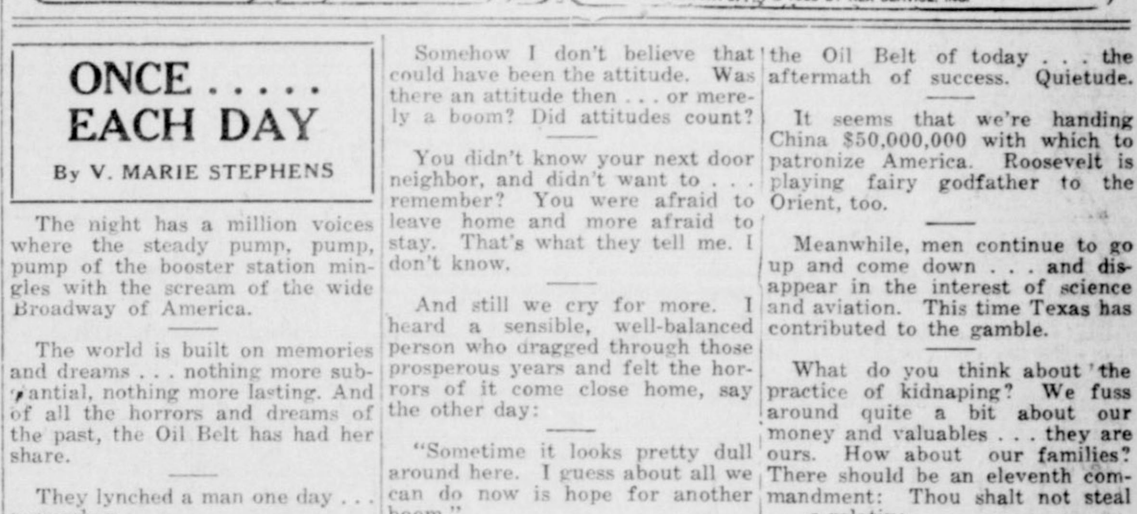 ONCE .....
EACH DAY
By V. MARIE STEPHENS
The night has a million voices
where the steady pump, pump,
pump of the booster station min-
gles with the scream of the wide
Broadway of America.
The world is built on memories
and dreams . . . nothing more sub-
antial, nothing more lasting. And
of all the horrors and dreams of
the past, the Oil Belt has had her
share.
They lynched a man one day . . .
Somehow I don't believe that
could have been the attitude. Was
there an attitude then . . . or mere-
ly a boom? Did attitudes count?
You didn't know your next door
neighbor, and didn't want to . . .
remember? You were afraid to
leave home and more afraid to
stay. That's what they tell me. I
don't know.
And still we cry for more. I
heard a sensible, well-balanced
person who dragged through those
prosperous years and felt the hor-
rors of it come close home, say
the other day:
"Sometime it looks pretty dull
around here. I guess about all we
can do now is hope for another
boom."
the Oil Belt of today . . . the
aftermath of success. Quietude.
It seems that we're handing
China $50,000,000 with which to
patronize America. Roosevelt is
playing fairy godfather to the
Orient, too.
Meanwhile, men continue to go
up and come down . . . and dis-
appear in the interest of science
and aviation. This time Texas has
contributed to the gamble.
What do you think about the
practice of kidnaping? We fuss
around quite a bit about our
money and valuables . . . they are
ours. How about our families?
There should be an eleventh com-
mandment: Thou shalt not steal